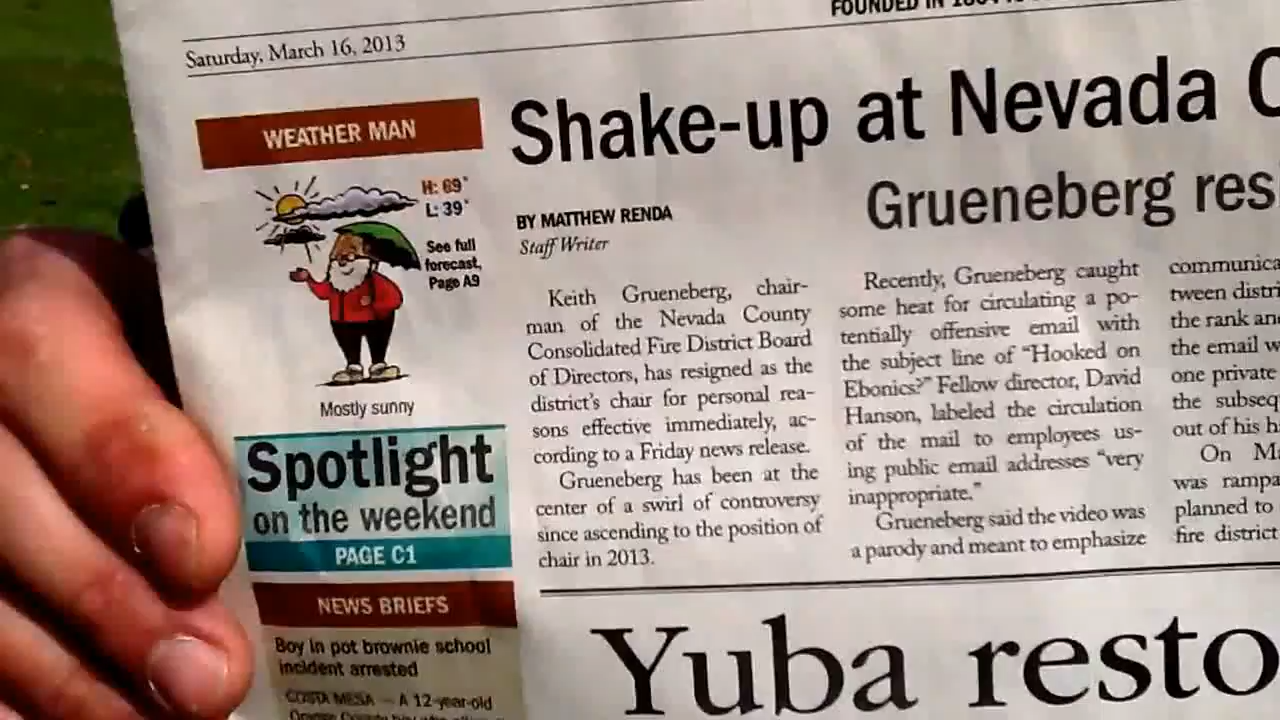 FOUNDED IN
Saturday, March 16, 2013
WEATHER MAN
H: 69°
L: 39°
See full
forecast,
Page A9
Mostly sunny
Spotlight
on the weekend
PAGE C1
NEWS BRIEFS
Boy in pot brownie school
incident arrested
COSTA MESA — A 12-year-old
Shake-up at Nevada C
Grueneberg res
BY MATTHEW RENDA
Staff Writer
Keith Grueneberg, chair-
man of the Nevada County
Consolidated Fire District Board
of Directors, has resigned as the
district's chair for personal rea-
sons effective immediately, ac-
cording to a Friday news release.
Grueneberg has been at the
center of a swirl of controversy
since ascending to the position of
chair in 2013.
Recently, Grueneberg caught
some heat for circulating a po-
tentially offensive email with
the subject line of “Hooked on
Ebonics?” Fellow director, David
Hanson, labeled the circulation
of the mail to employees us-
ing public email addresses “very
inappropriate.”
Grueneberg said the video was
a parody and meant to emphasize
communica
tween distri
the rank an
the email w
one private
the subseq
out of his h
On Ma
was rampa
planned to
fire district
Yuba resto